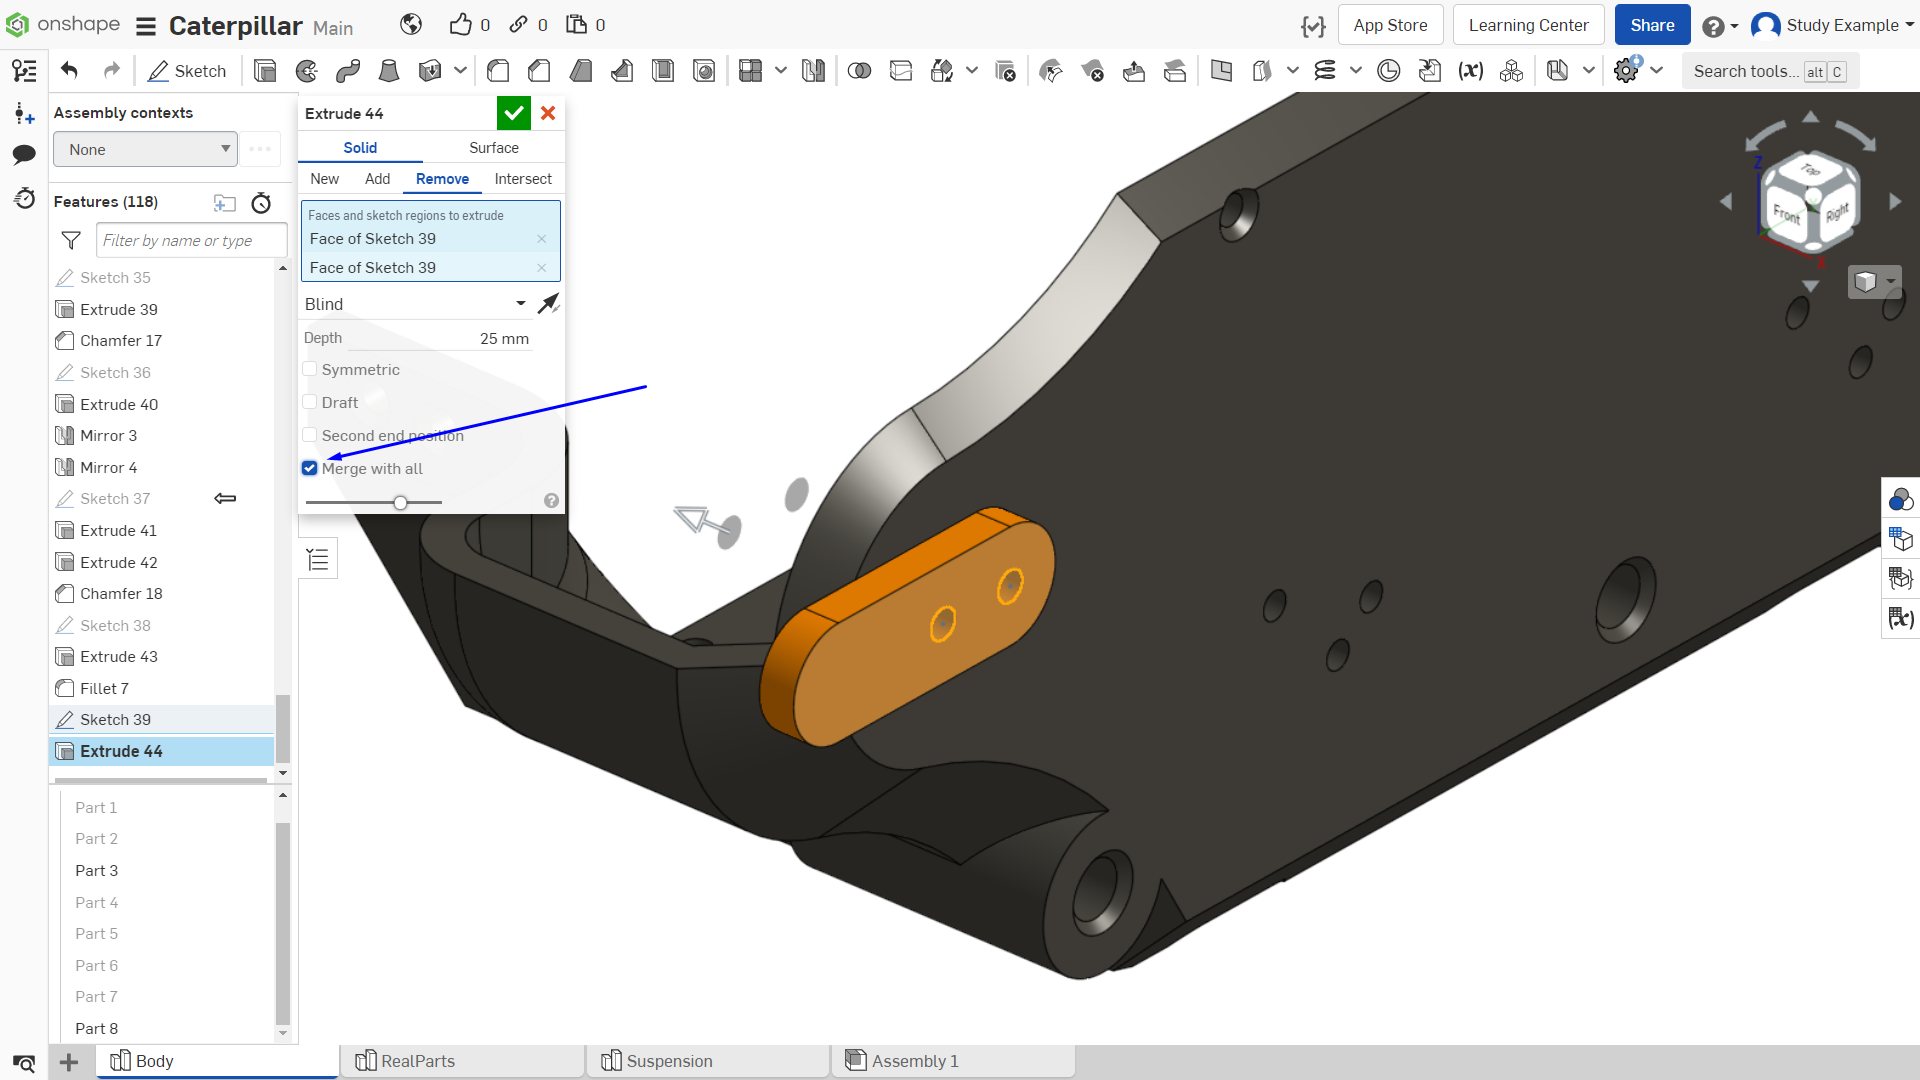 onshape
Caterpillar Main
0
0
0
App Store
Learning Center
Share
Study Example
Sketch
Search tools... alt C
Assembly contexts
None
Features (118)
Filter by name or type
Sketch 35
Extrude 39
Chamfer 17
Sketch 36
Extrude 40
Mirror 3
Mirror 4
Sketch 37
Extrude 41
Extrude 42
Chamfer 18
Sketch 38
Extrude 43
Fillet 7
Sketch 39
Extrude 44
Part 1
Part 2
Part 3
Part 4
Part 5
Part 6
Part 7
Part 8
Extrude 44
Solid Surface
New Add Remove Intersect
Faces and sketch regions to extrude
Face of Sketch 39
Face of Sketch 39
Blind
Depth 25 mm
Symmetric
Draft
Second end position
Merge with all
Z
Top
Front
Right
X
Body
RealParts
Suspension
Assembly 1